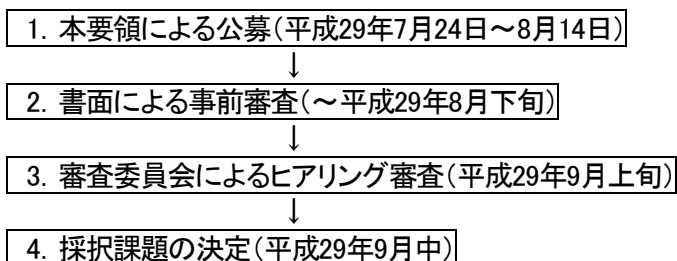 1. 本要領による公募(平成29年7月24日～8月14日)
↓
2. 書面による事前審査(～平成29年8月下旬)
↓
3. 審査委員会によるヒアリング審査(平成29年9月上旬)
↓
4. 採択課題の決定(平成29年9月中)